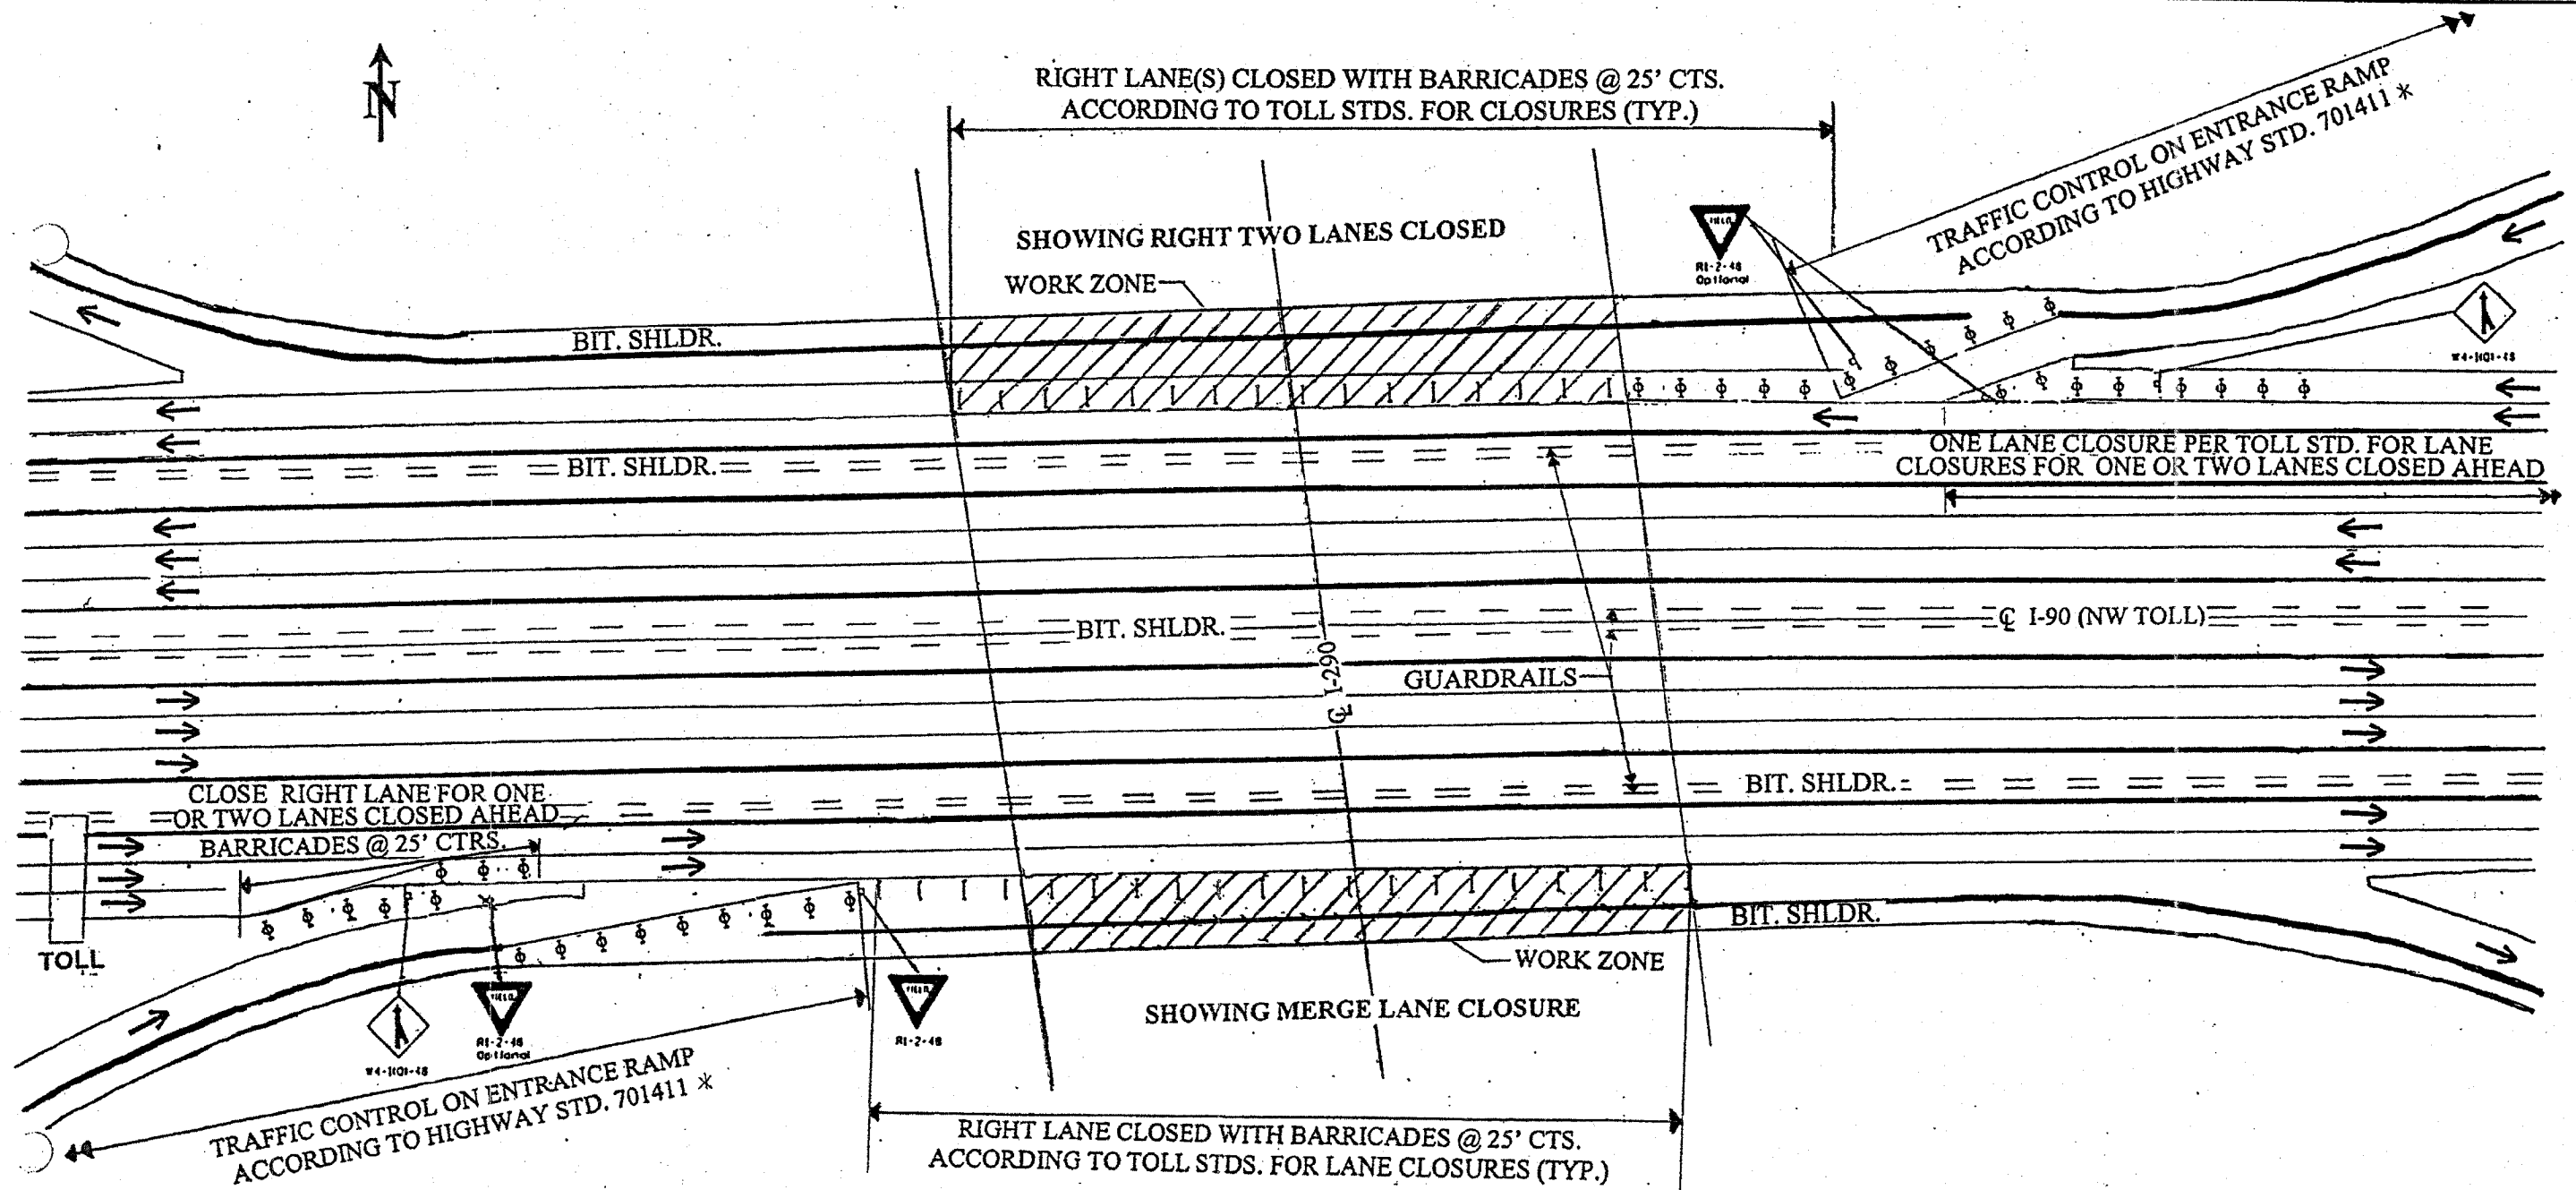 N
RIGHT LANE(S) CLOSED WITH BARRICADES @ 25' CTS.
ACCORDING TO TOLL STDS. FOR CLOSURES (TYP.)
TRAFFIC CONTROL ON ENTRANCE RAMP
ACCORDING TO HIGHWAY STD. 701411 *
SHOWING RIGHT TWO LANES CLOSED
YIELD
R1-2-48
Optional
WORK ZONE
BIT. SHLDR.
W4-1(O)-48
ONE LANE CLOSURE PER TOLL STD. FOR LANE
CLOSURES FOR ONE OR TWO LANES CLOSED AHEAD
BIT. SHLDR.
BIT. SHLDR.
℄ I-90 (NW TOLL)
℄ I-290
GUARDRAILS
BIT. SHLDR.
CLOSE RIGHT LANE FOR ONE
OR TWO LANES CLOSED AHEAD
BARRICADES @ 25' CTRS.
TOLL
BIT. SHLDR.
WORK ZONE
YIELD
R1-2-48
Optional
YIELD
R1-2-48
W4-1(O)-48
SHOWING MERGE LANE CLOSURE
TRAFFIC CONTROL ON ENTRANCE RAMP
ACCORDING TO HIGHWAY STD. 701411 *
RIGHT LANE CLOSED WITH BARRICADES @ 25' CTS.
ACCORDING TO TOLL STDS. FOR LANE CLOSURES (TYP.)